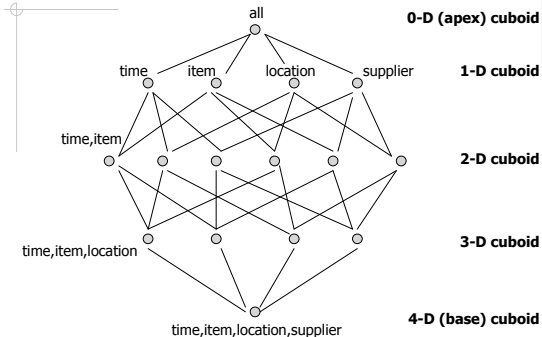 all
0-D (apex) cuboid
time item location supplier
1-D cuboid
time,item
2-D cuboid
3-D cuboid
time,item,location
4-D (base) cuboid
time,item,location,supplier